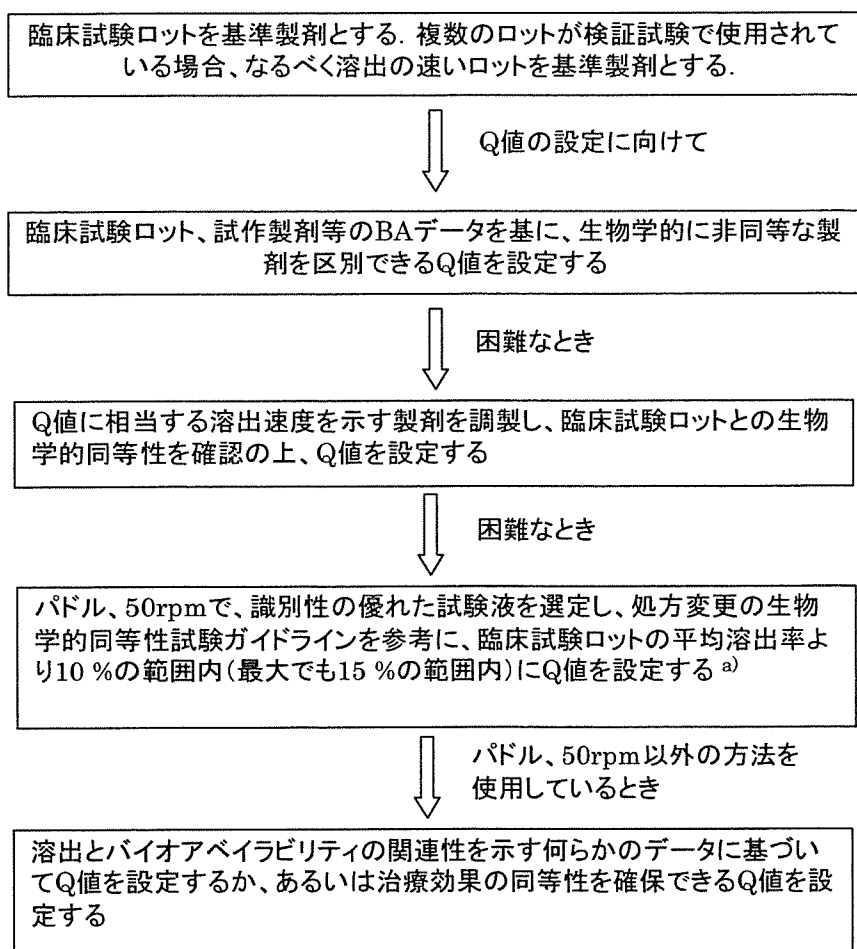 臨床試験ロットを基準製剤とする. 複数のロットが検証試験で使用されて
いる場合、なるべく溶出の速いロットを基準製剤とする.
Q値の設定に向けて
臨床試験ロット、試作製剤等のBAデータを基に、生物学的に非同等な製
剤を区別できるQ値を設定する
困難なとき
Q値に相当する溶出速度を示す製剤を調製し、臨床試験ロットとの生物
学的同等性を確認の上、Q値を設定する
困難なとき
パドル、50rpmで、識別性の優れた試験液を選定し、処方変更の生物
学的同等性試験ガイドラインを参考に、臨床試験ロットの平均溶出率よ
り10 %の範囲内(最大でも15 %の範囲内)にQ値を設定する a)
パドル、50rpm以外の方法を
使用しているとき
溶出とバイオアベイラビリティの関連性を示す何らかのデータに基づい
てQ値を設定するか、あるいは治療効果の同等性を確保できるQ値を設
定する